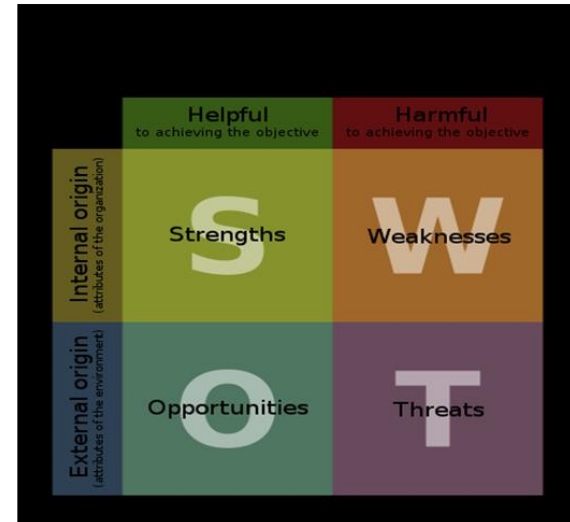 Helpful
to achieving the objective
Harmful
to achieving the objective
Internal origin
(attributes of the organization)
S
Strengths
W
Weaknesses
External origin
(attributes of the environment)
O
Opportunities
T
Threats